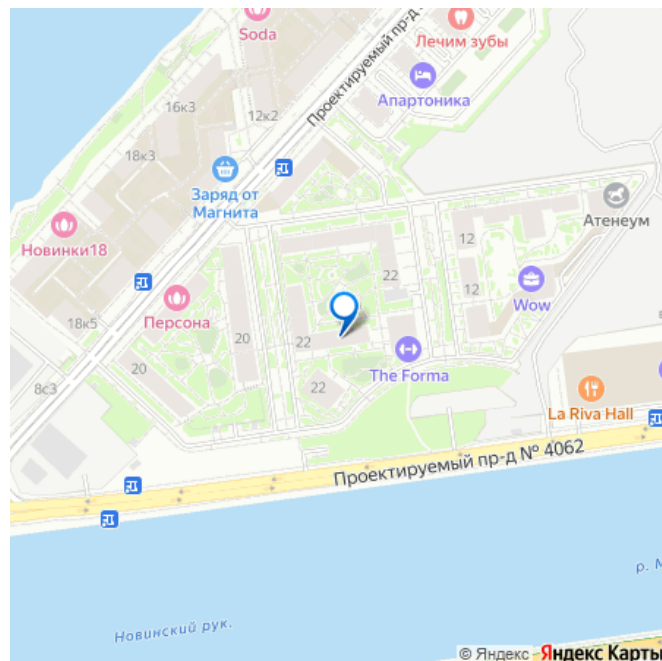 Soda
Лечим зубы
Проектируемый пр-д
Апартоника
16к3
12к2
18к3
Заряд от
Магнита
Атенеум
Новинки18
12
22
12
Wow
18к5
Персона
20
22
The Forma
20
22
8с3
La Riva Hall
Проектируемый пр-д № 4062
р. М
Новинский рук.
© Яндекс Яндекс Карты